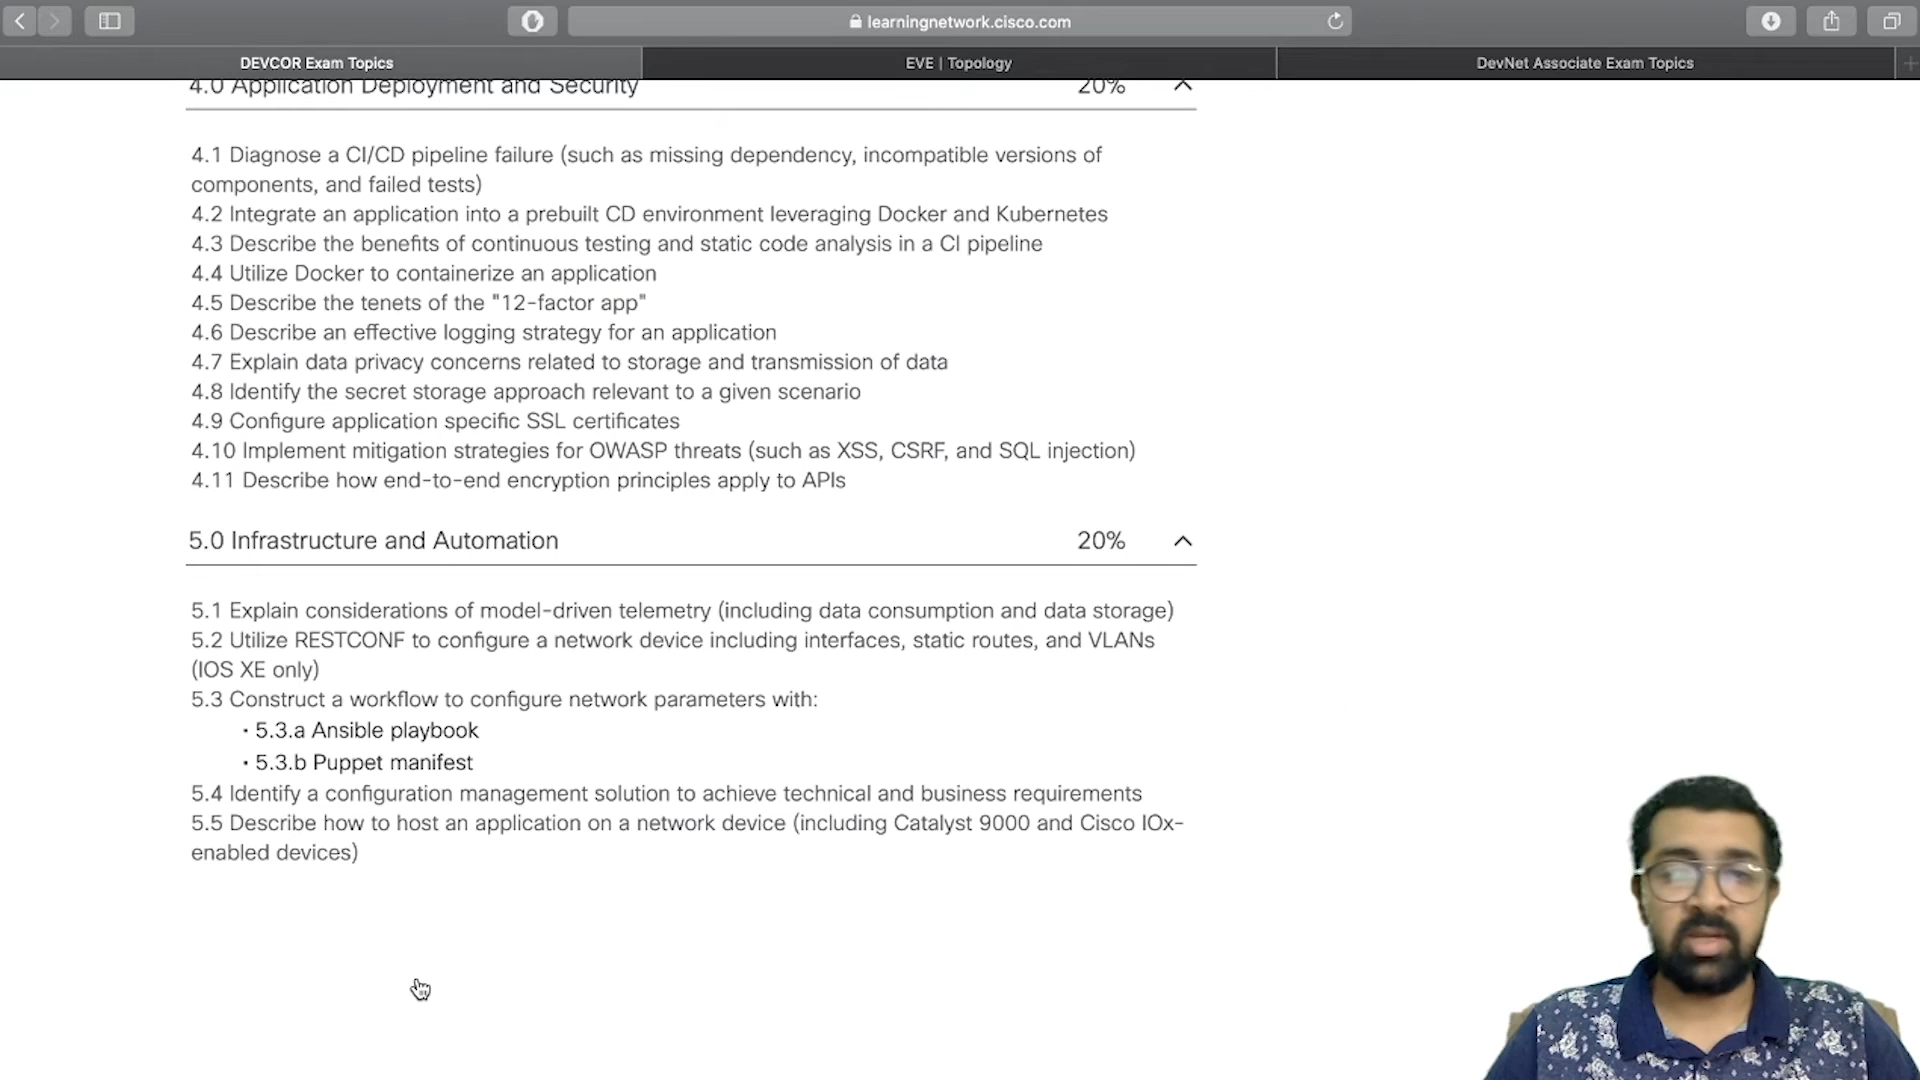 learningnetwork.cisco.com
DEVCOR Exam Topics
EVE | Topology
DevNet Associate Exam Topics
4.0 Application Deployment and Security 20%
4.1 Diagnose a CI/CD pipeline failure (such as missing dependency, incompatible versions of
components, and failed tests)
4.2 Integrate an application into a prebuilt CD environment leveraging Docker and Kubernetes
4.3 Describe the benefits of continuous testing and static code analysis in a CI pipeline
4.4 Utilize Docker to containerize an application
4.5 Describe the tenets of the "12-factor app"
4.6 Describe an effective logging strategy for an application
4.7 Explain data privacy concerns related to storage and transmission of data
4.8 Identify the secret storage approach relevant to a given scenario
4.9 Configure application specific SSL certificates
4.10 Implement mitigation strategies for OWASP threats (such as XSS, CSRF, and SQL injection)
4.11 Describe how end-to-end encryption principles apply to APIs
5.0 Infrastructure and Automation 20%
5.1 Explain considerations of model-driven telemetry (including data consumption and data storage)
5.2 Utilize RESTCONF to configure a network device including interfaces, static routes, and VLANs
(IOS XE only)
5.3 Construct a workflow to configure network parameters with:
· 5.3.a Ansible playbook
· 5.3.b Puppet manifest
5.4 Identify a configuration management solution to achieve technical and business requirements
5.5 Describe how to host an application on a network device (including Catalyst 9000 and Cisco IOx-
enabled devices)